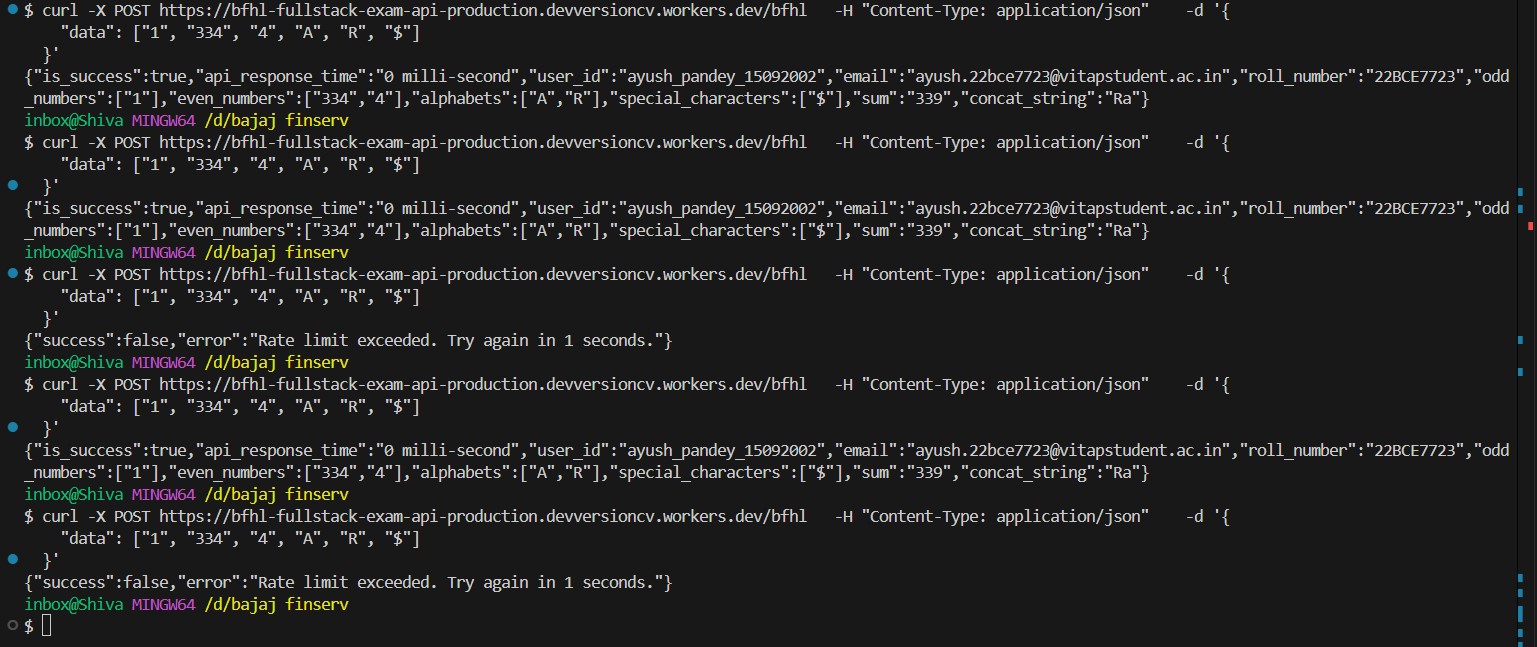 $ curl -X POST https://bfhl-fullstack-exam-api-production.devversioncv.workers.dev/bfhl   -H "Content-Type: application/json"    -d '{
    "data": ["1", "334", "4", "A", "R", "$"]
  }'
{"is_success":true,"api_response_time":"0 milli-second","user_id":"ayush_pandey_15092002","email":"ayush.22bce7723@vitapstudent.ac.in","roll_number":"22BCE7723","odd
_numbers":["1"],"even_numbers":["334","4"],"alphabets":["A","R"],"special_characters":["$"],"sum":"339","concat_string":"Ra"}
inbox@Shiva MINGW64 /d/bajaj finserv
$ curl -X POST https://bfhl-fullstack-exam-api-production.devversioncv.workers.dev/bfhl   -H "Content-Type: application/json"    -d '{
    "data": ["1", "334", "4", "A", "R", "$"]
  }'
{"is_success":true,"api_response_time":"0 milli-second","user_id":"ayush_pandey_15092002","email":"ayush.22bce7723@vitapstudent.ac.in","roll_number":"22BCE7723","odd
_numbers":["1"],"even_numbers":["334","4"],"alphabets":["A","R"],"special_characters":["$"],"sum":"339","concat_string":"Ra"}
inbox@Shiva MINGW64 /d/bajaj finserv
$ curl -X POST https://bfhl-fullstack-exam-api-production.devversioncv.workers.dev/bfhl   -H "Content-Type: application/json"    -d '{
    "data": ["1", "334", "4", "A", "R", "$"]
  }'
{"success":false,"error":"Rate limit exceeded. Try again in 1 seconds."}
inbox@Shiva MINGW64 /d/bajaj finserv
$ curl -X POST https://bfhl-fullstack-exam-api-production.devversioncv.workers.dev/bfhl   -H "Content-Type: application/json"    -d '{
    "data": ["1", "334", "4", "A", "R", "$"]
  }'
{"is_success":true,"api_response_time":"0 milli-second","user_id":"ayush_pandey_15092002","email":"ayush.22bce7723@vitapstudent.ac.in","roll_number":"22BCE7723","odd
_numbers":["1"],"even_numbers":["334","4"],"alphabets":["A","R"],"special_characters":["$"],"sum":"339","concat_string":"Ra"}
inbox@Shiva MINGW64 /d/bajaj finserv
$ curl -X POST https://bfhl-fullstack-exam-api-production.devversioncv.workers.dev/bfhl   -H "Content-Type: application/json"    -d '{
    "data": ["1", "334", "4", "A", "R", "$"]
  }'
{"success":false,"error":"Rate limit exceeded. Try again in 1 seconds."}
inbox@Shiva MINGW64 /d/bajaj finserv
$